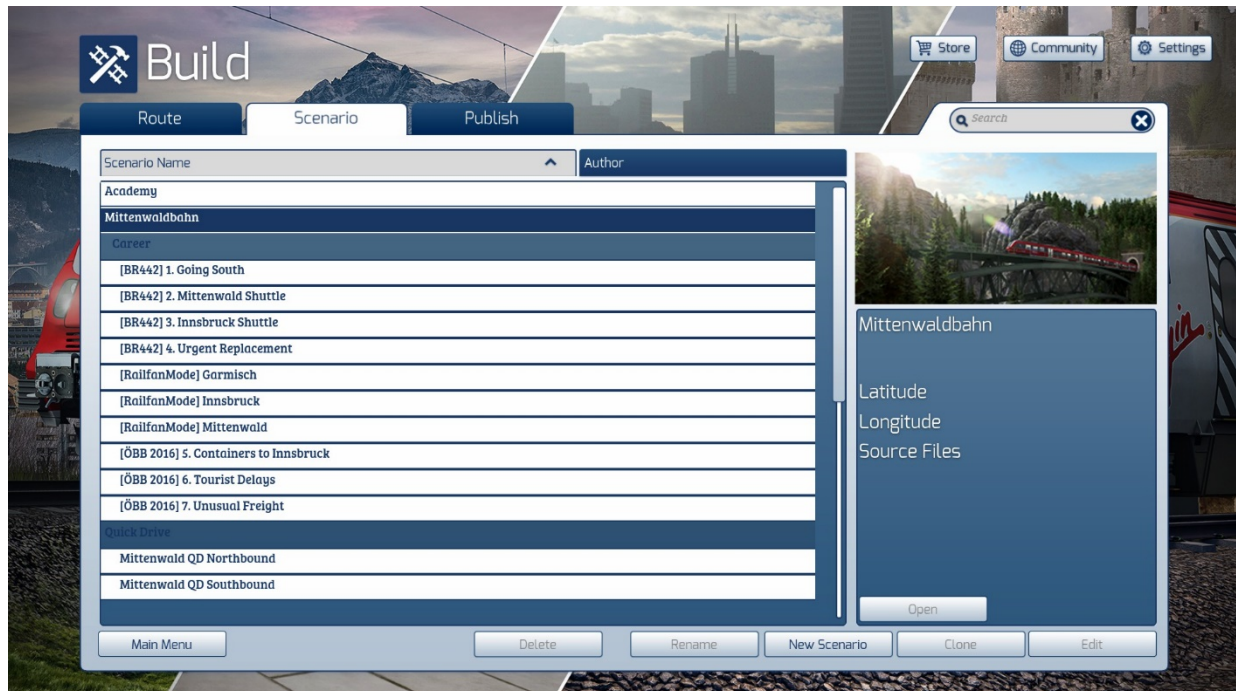 Build
Store
Community
Settings
Route
Scenario
Publish
Search
Scenario Name
Author
Academy
Mittenwaldbahn
Career
[BR442] 1. Going South
[BR442] 2. Mittenwald Shuttle
[BR442] 3. Innsbruck Shuttle
[BR442] 4. Urgent Replacement
[RailfanMode] Garmisch
[RailfanMode] Innsbruck
[RailfanMode] Mittenwald
[ÖBB 2016] 5. Containers to Innsbruck
[ÖBB 2016] 6. Tourist Delays
[ÖBB 2016] 7. Unusual Freight
Quick Drive
Mittenwald QD Northbound
Mittenwald QD Southbound
Mittenwaldbahn
Latitude
Longitude
Source Files
Open
Main Menu
Delete
Rename
New Scenario
Clone
Edit